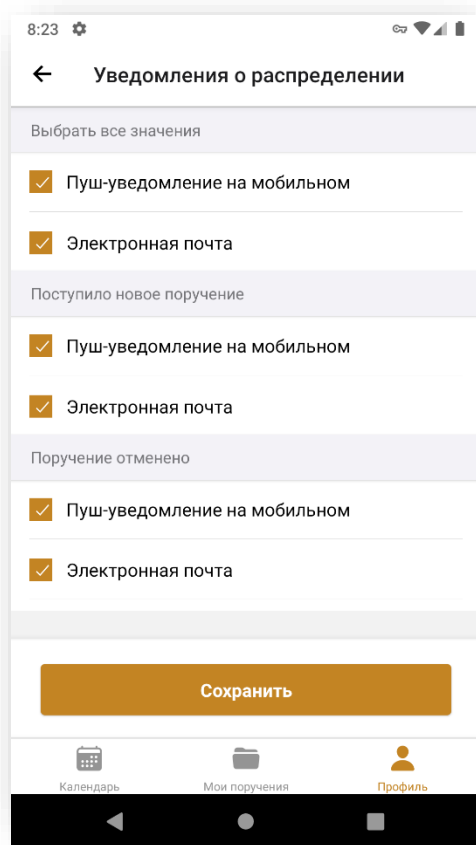 8:23
Уведомления о распределении
Выбрать все значения
Пуш-уведомление на мобильном
Электронная почта
Поступило новое поручение
Пуш-уведомление на мобильном
Электронная почта
Поручение отменено
Пуш-уведомление на мобильном
Электронная почта
Сохранить
Календарь Мои поручения Профиль